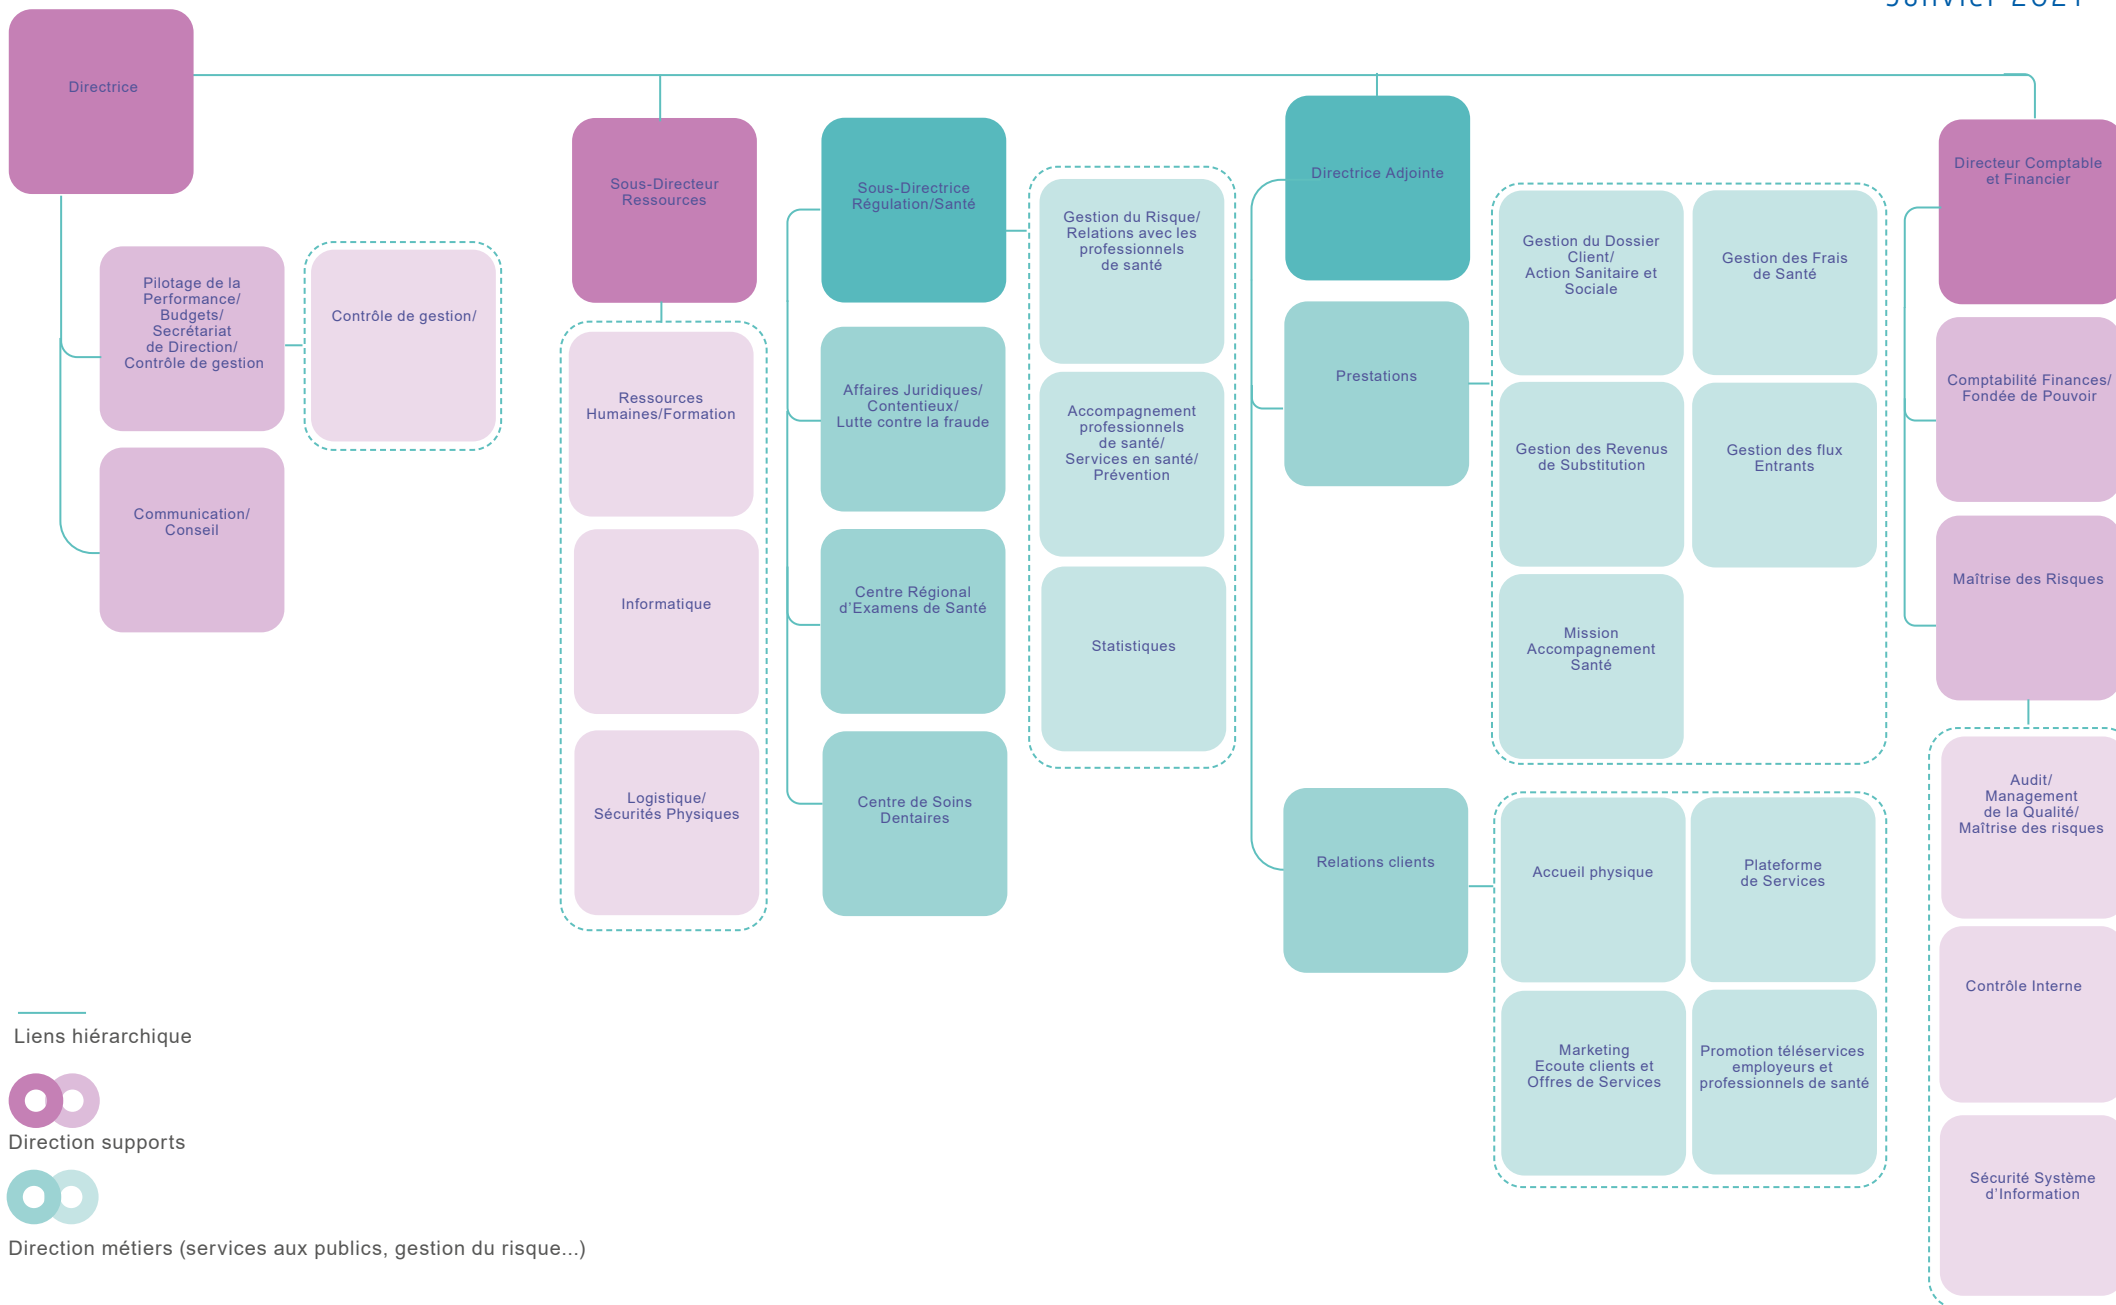 Janvier 2021
Directrice
Pilotage de la
Performance/
Budgets/
Secrétariat
de Direction/
Contrôle de gestion
Contrôle de gestion/
Communication/
Conseil
Sous-Directeur
Ressources
Ressources
Humaines/Formation
Informatique
Logistique/
Sécurités Physiques
Sous-Directrice
Régulation/Santé
Affaires Juridiques/
Contentieux/
Lutte contre la fraude
Centre Régional
d'Examens de Santé
Centre de Soins
Dentaires
Gestion du Risque/
Relations avec les
professionnels
de santé
Accompagnement
professionnels
de santé/
Services en santé/
Prévention
Statistiques
Directrice Adjointe
Prestations
Gestion du Dossier
Client/
Action Sanitaire et
Sociale
Gestion des Frais
de Santé
Gestion des Revenus
de Substitution
Gestion des flux
Entrants
Mission
Accompagnement
Santé
Relations clients
Accueil physique
Plateforme
de Services
Marketing
Ecoute clients et
Offres de Services
Promotion téléservices
employeurs et
professionnels de santé
Directeur Comptable
et Financier
Comptabilité Finances/
Fondée de Pouvoir
Maîtrise des Risques
Audit/
Management
de la Qualité/
Maîtrise des risques
Contrôle Interne
Sécurité Système
d'Information
Liens hiérarchique
Direction supports
Direction métiers (services aux publics, gestion du risque...)